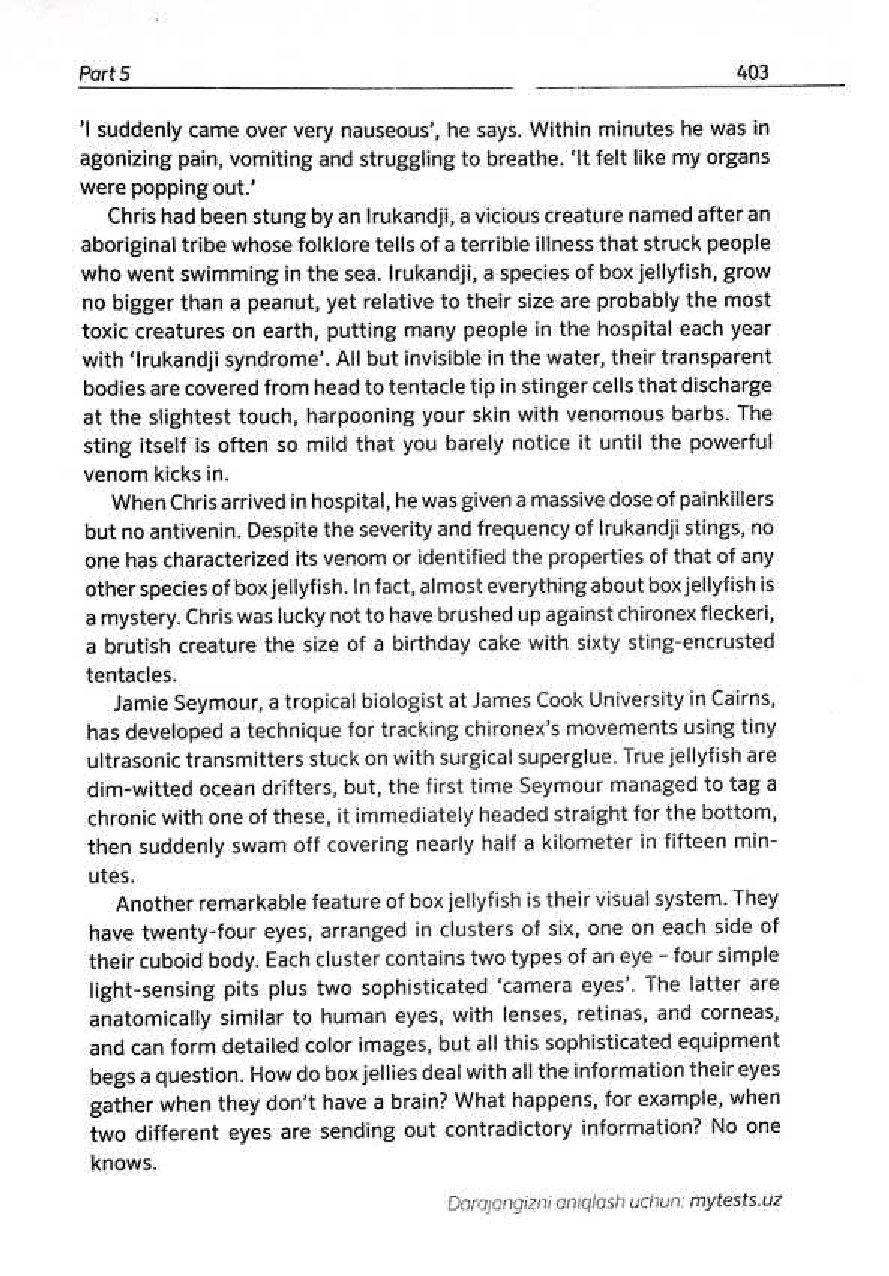 Part 5 403
'I suddenly came over very nauseous', he says. Within minutes he was in
agonizing pain, vomiting and struggling to breathe. 'It felt like my organs
were popping out.'
Chris had been stung by an Irukandji, a vicious creature named after an
aboriginal tribe whose folklore tells of a terrible illness that struck people
who went swimming in the sea. Irukandji, a species of box jellyfish, grow
no bigger than a peanut, yet relative to their size are probably the most
toxic creatures on earth, putting many people in the hospital each year
with 'Irukandji syndrome'. All but invisible in the water, their transparent
bodies are covered from head to tentacle tip in stinger cells that discharge
at the slightest touch, harpooning your skin with venomous barbs. The
sting itself is often so mild that you barely notice it until the powerful
venom kicks in.
When Chris arrived in hospital, he was given a massive dose of painkillers
but no antivenin. Despite the severity and frequency of Irukandji stings, no
one has characterized its venom or identified the properties of that of any
other species of box jellyfish. In fact, almost everything about box jellyfish is
a mystery. Chris was lucky not to have brushed up against chironex fleckeri,
a brutish creature the size of a birthday cake with sixty sting-encrusted
tentacles.
Jamie Seymour, a tropical biologist at James Cook University in Cairns,
has developed a technique for tracking chironex's movements using tiny
ultrasonic transmitters stuck on with surgical superglue. True jellyfish are
dim-witted ocean drifters, but, the first time Seymour managed to tag a
chronic with one of these, it immediately headed straight for the bottom,
then suddenly swam off covering nearly half a kilometer in fifteen min-
utes.
Another remarkable feature of box jellyfish is their visual system. They
have twenty-four eyes, arranged in clusters of six, one on each side of
their cuboid body. Each cluster contains two types of an eye – four simple
light-sensing pits plus two sophisticated 'camera eyes'. The latter are
anatomically similar to human eyes, with lenses, retinas, and corneas,
and can form detailed color images, but all this sophisticated equipment
begs a question. How do box jellies deal with all the information their eyes
gather when they don't have a brain? What happens, for example, when
two different eyes are sending out contradictory information? No one
knows.
Darajangizni aniqlash uchun: mytests.uz